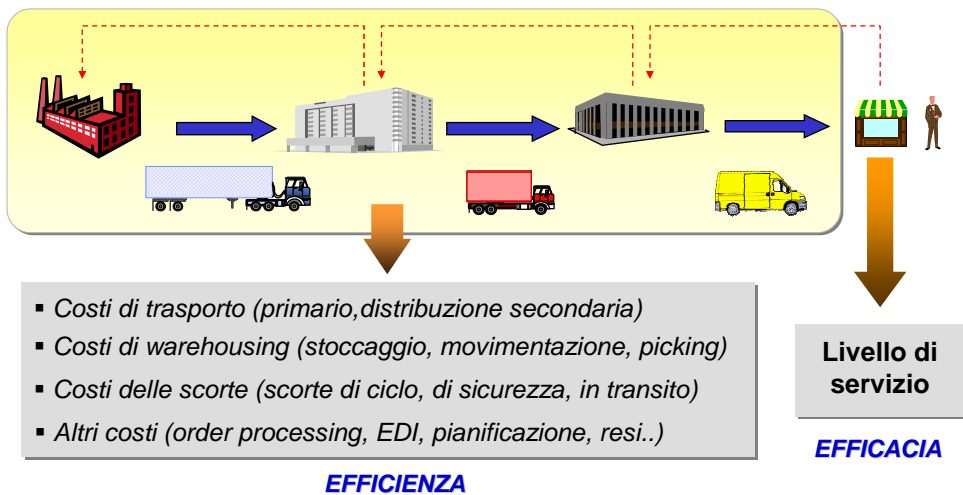 ▪ Costi di trasporto (primario,distribuzione secondaria)
▪ Costi di warehousing (stoccaggio, movimentazione, picking)
▪ Costi delle scorte (scorte di ciclo, di sicurezza, in transito)
▪ Altri costi (order processing, EDI, pianificazione, resi..)
EFFICIENZA
Livello di
servizio
EFFICACIA